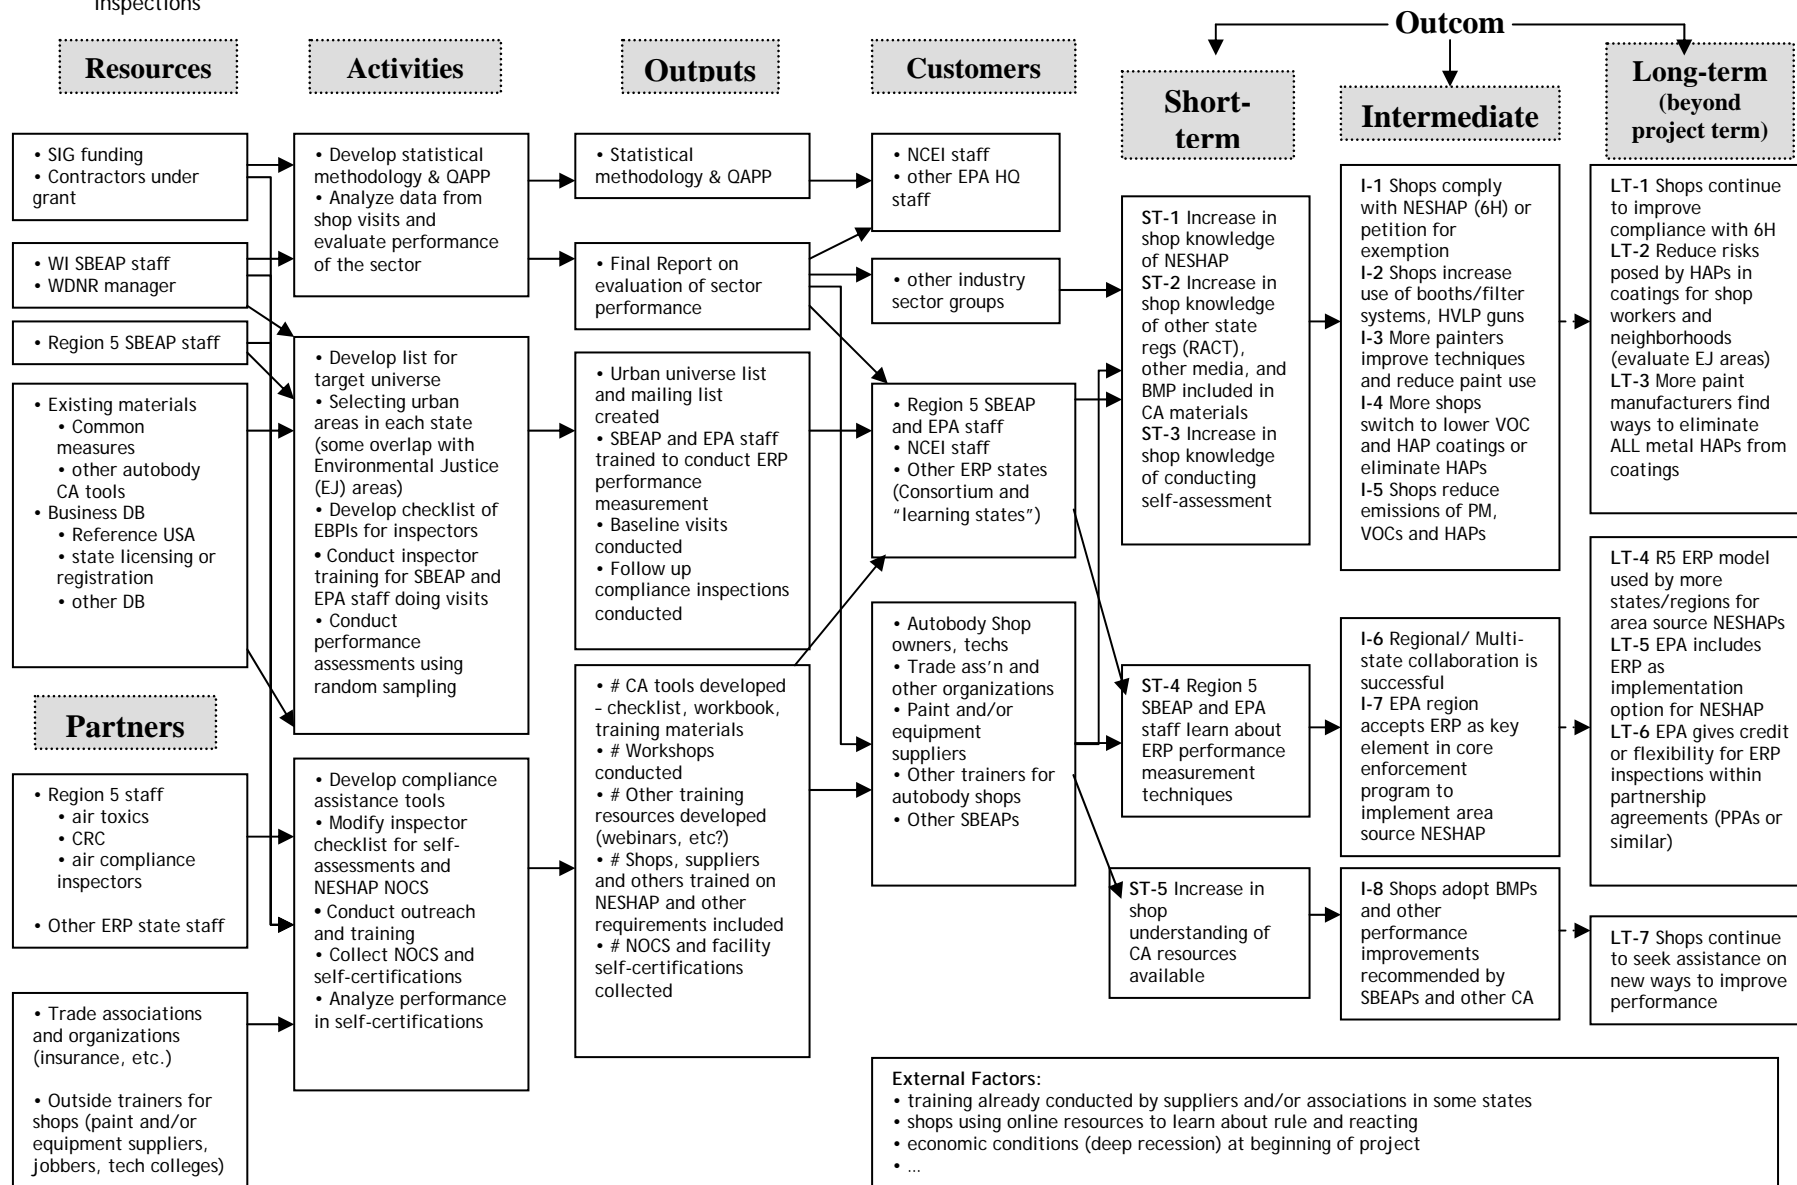 inspections
Outcom
Resources
Activities
Outputs
Customers
Short-
term
Intermediate
Long-term
(beyond
project term)
• SIG funding
• Contractors under
grant
• WI SBEAP staff
• WDNR manager
• Region 5 SBEAP staff
• Existing materials
• Common
measures
• other autobody
CA tools
• Business DB
• Reference USA
• state licensing or
registration
• other DB
Partners
• Region 5 staff
• air toxics
• CRC
• air compliance
inspectors
• Other ERP state staff
• Trade associations
and organizations
(insurance, etc.)
• Outside trainers for
shops (paint and/or
equipment suppliers,
jobbers, tech colleges)
• Develop statistical
methodology & QAPP
• Analyze data from
shop visits and
evaluate performance
of the sector
• Develop list for
target universe
• Selecting urban
areas in each state
(some overlap with
Environmental Justice
(EJ) areas)
• Develop checklist of
EBPIs for inspectors
• Conduct inspector
training for SBEAP and
EPA staff doing visits
• Conduct
performance
assessments using
random sampling
• Develop compliance
assistance tools
• Modify inspector
checklist for self-
assessments and
NESHAP NOCS
• Conduct outreach
and training
• Collect NOCS and
self-certifications
• Analyze performance
in self-certifications
• Statistical
methodology & QAPP
• Final Report on
evaluation of sector
performance
• Urban universe list
and mailing list
created
• SBEAP and EPA staff
trained to conduct ERP
performance
measurement
• Baseline visits
conducted
• Follow up
compliance inspections
conducted
• # CA tools developed
– checklist, workbook,
training materials
• # Workshops
conducted
• # Other training
resources developed
(webinars, etc?)
• # Shops, suppliers
and others trained on
NESHAP and other
requirements included
• # NOCS and facility
self-certifications
collected
• NCEI staff
• other EPA HQ
staff
• other industry
sector groups
• Region 5 SBEAP
and EPA staff
• NCEI staff
• Other ERP states
(Consortium and
“learning states”)
• Autobody Shop
owners, techs
• Trade ass’n and
other organizations
• Paint and/or
equipment
suppliers
• Other trainers for
autobody shops
• Other SBEAPs
ST-1 Increase in
shop knowledge
of NESHAP
ST-2 Increase in
shop knowledge
of other state
regs (RACT),
other media, and
BMP included in
CA materials
ST-3 Increase in
shop knowledge
of conducting
self-assessment
ST-4 Region 5
SBEAP and EPA
staff learn about
ERP performance
measurement
techniques
ST-5 Increase in
shop
understanding of
CA resources
available
I-1 Shops comply
with NESHAP (6H) or
petition for
exemption
I-2 Shops increase
use of booths/filter
systems, HVLP guns
I-3 More painters
improve techniques
and reduce paint use
I-4 More shops
switch to lower VOC
and HAP coatings or
eliminate HAPs
I-5 Shops reduce
emissions of PM,
VOCs and HAPs
I-6 Regional/ Multi-
state collaboration is
successful
I-7 EPA region
accepts ERP as key
element in core
enforcement
program to
implement area
source NESHAP
I-8 Shops adopt BMPs
and other
performance
improvements
recommended by
SBEAPs and other CA
LT-1 Shops continue
to improve
compliance with 6H
LT-2 Reduce risks
posed by HAPs in
coatings for shop
workers and
neighborhoods
(evaluate EJ areas)
LT-3 More paint
manufacturers find
ways to eliminate
ALL metal HAPs from
coatings
LT-4 R5 ERP model
used by more
states/regions for
area source NESHAPs
LT-5 EPA includes
ERP as
implementation
option for NESHAP
LT-6 EPA gives credit
or flexibility for ERP
inspections within
partnership
agreements (PPAs or
similar)
LT-7 Shops continue
to seek assistance on
new ways to improve
performance
External Factors:
• training already conducted by suppliers and/or associations in some states
• shops using online resources to learn about rule and reacting
• economic conditions (deep recession) at beginning of project
• …